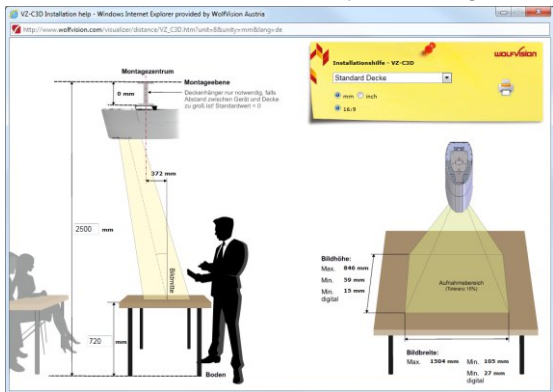 VZ-C3D Installation help - Windows Internet Explorer provided by WolfVision Austria
http://www.wolfvision.com/visualizer/distance/VZ_C3D.htm?unit=8&unity=mm&lang=de
Montagezentrum
Montageebene
0 mm
Deckenhänger nur notwendig, falls
Abstand zwischen Gerät und Decke
zu groß ist! Standardwert = 0
372 mm
2500 mm
Bildmitte
720 mm
Boden
WOLFVISION
Installationshilfe - VZ-C3D
Standard Decke
mm inch
16:9
Bildhöhe:
Max. 846 mm
Min. 59 mm
Min. 15 mm
digital
Aufnahmebereich
(Toleranz 10%)
Bildbreite:
Max. 1504 mm Min. 105 mm
Min. 27 mm
digital